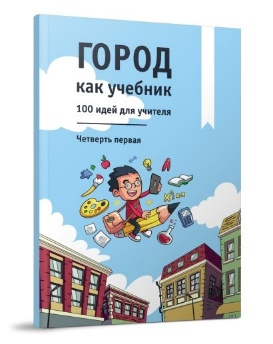 ГОРОД
как учебник
100 идей для учителя
Четверть первая